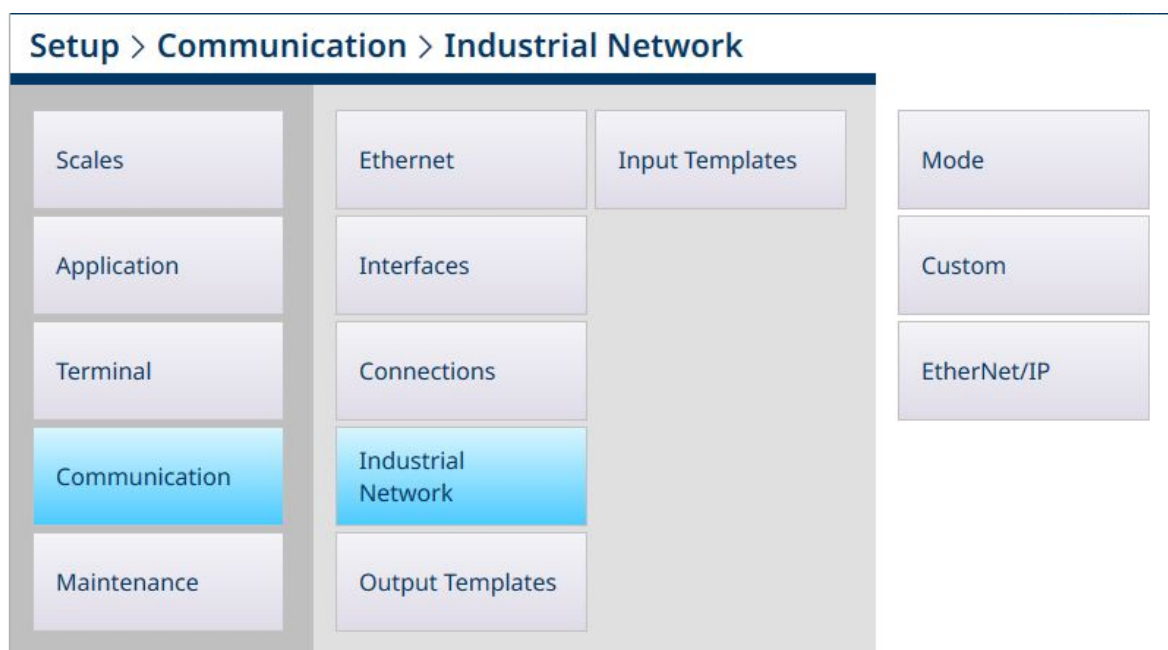 Setup > Communication > Industrial Network
Scales
Application
Terminal
Communication
Maintenance
Ethernet
Interfaces
Connections
Industrial
Network
Output Templates
Input Templates
Mode
Custom
EtherNet/IP